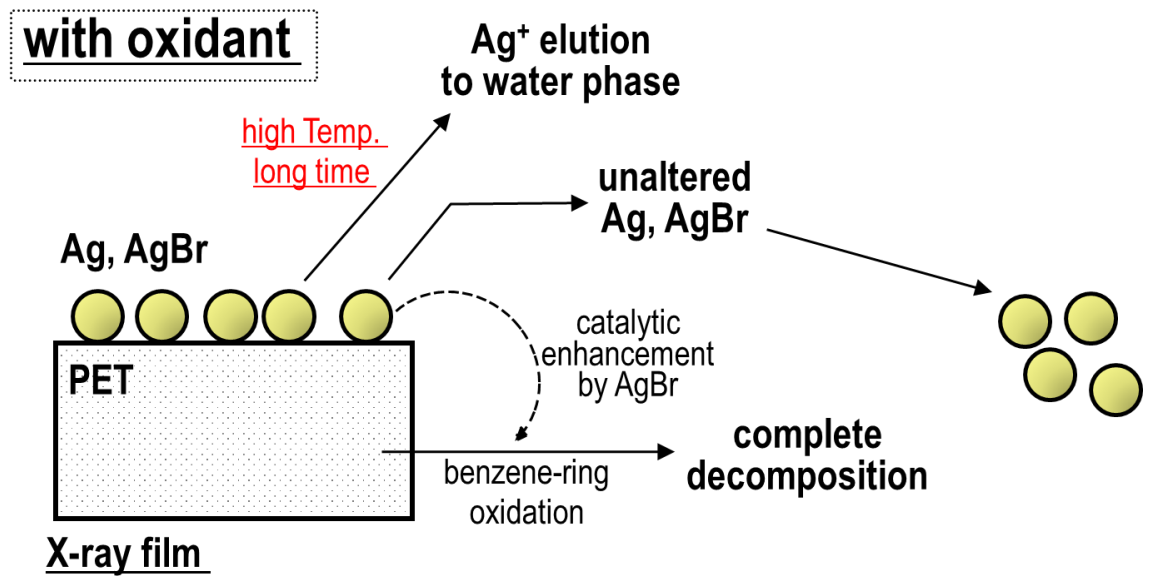 with oxidant
Ag⁺ elution
to water phase
high Temp.
long time
unaltered
Ag, AgBr
Ag, AgBr
catalytic
enhancement
by AgBr
PET
complete
decomposition
benzene-ring
oxidation
X-ray film